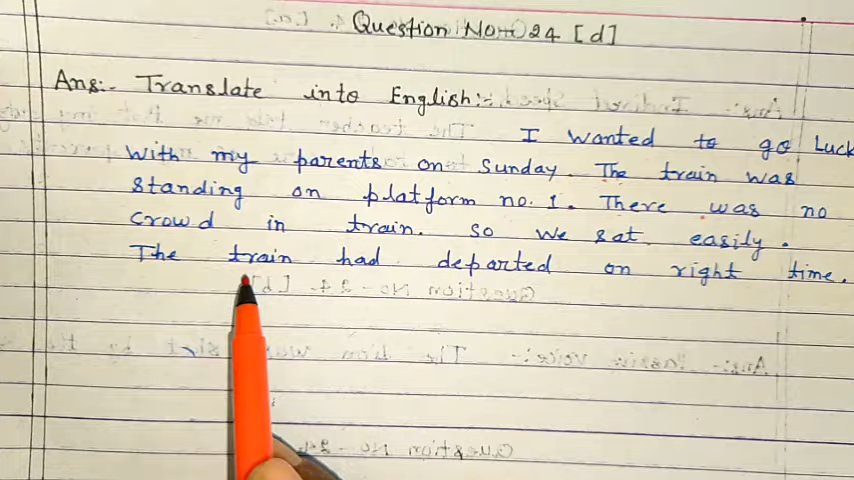 Question No-24 [d]
Ans:- Translate into English:-
I wanted to go Luck
with my parents on Sunday. The train was
standing on platform no. 1. There was no
crowd in train. so we sat easily.
The train had departed on right time.